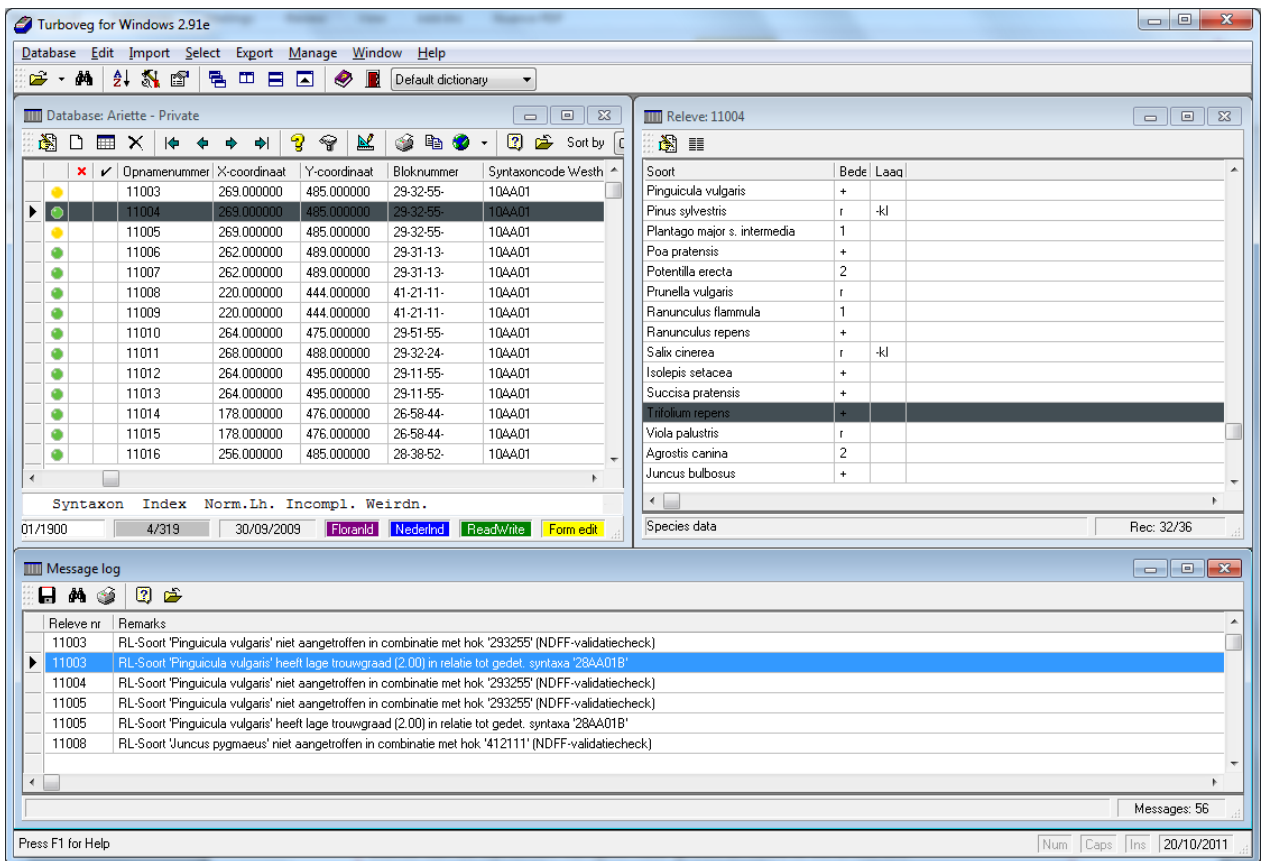 Turboveg for Windows 2.91e
Database Edit Import Select Export Manage Window Help
Default dictionary
Database: Ariette - Private
Sort by
Opnamenummer X-coordinaat Y-coordinaat Bloknummer Syntaxoncode Westh
11003 269.000000 485.000000 29-32-55- 10AA01
11004 269.000000 485.000000 29-32-55- 10AA01
11005 269.000000 485.000000 29-32-55- 10AA01
11006 262.000000 489.000000 29-31-13- 10AA01
11007 262.000000 489.000000 29-31-13- 10AA01
11008 220.000000 444.000000 41-21-11- 10AA01
11009 220.000000 444.000000 41-21-11- 10AA01
11010 264.000000 475.000000 29-51-55- 10AA01
11011 268.000000 488.000000 29-32-24- 10AA01
11012 264.000000 495.000000 29-11-55- 10AA01
11013 264.000000 495.000000 29-11-55- 10AA01
11014 178.000000 476.000000 26-58-44- 10AA01
11015 178.000000 476.000000 26-58-44- 10AA01
11016 256.000000 485.000000 28-38-52- 10AA01
Syntaxon Index Norm.Lh. Incompl. Weirdn.
01/1900 4/319 30/09/2009 Floranld Nederlnd ReadWrite Form edit
Releve: 11004
Soort Bede Laag
Pinguicula vulgaris +
Pinus sylvestris r -kl
Plantago major s. intermedia 1
Poa pratensis +
Potentilla erecta 2
Prunella vulgaris r
Ranunculus flammula 1
Ranunculus repens +
Salix cinerea r -kl
Isolepis setacea +
Succisa pratensis +
Trifolium repens +
Viola palustris r
Agrostis canina 2
Juncus bulbosus +
Species data Rec: 32/36
Message log
Releve nr Remarks
11003 RL-Soort 'Pinguicula vulgaris' niet aangetroffen in combinatie met hok '293255' (NDFF-validatiecheck)
11003 RL-Soort 'Pinguicula vulgaris' heeft lage trouwgraad (2.00) in relatie tot gedet. syntaxa '28AA01B'
11004 RL-Soort 'Pinguicula vulgaris' niet aangetroffen in combinatie met hok '293255' (NDFF-validatiecheck)
11005 RL-Soort 'Pinguicula vulgaris' niet aangetroffen in combinatie met hok '293255' (NDFF-validatiecheck)
11005 RL-Soort 'Pinguicula vulgaris' heeft lage trouwgraad (2.00) in relatie tot gedet. syntaxa '28AA01B'
11008 RL-Soort 'Juncus pygmaeus' niet aangetroffen in combinatie met hok '412111' (NDFF-validatiecheck)
Messages: 56
Press F1 for Help Num Caps Ins 20/10/2011